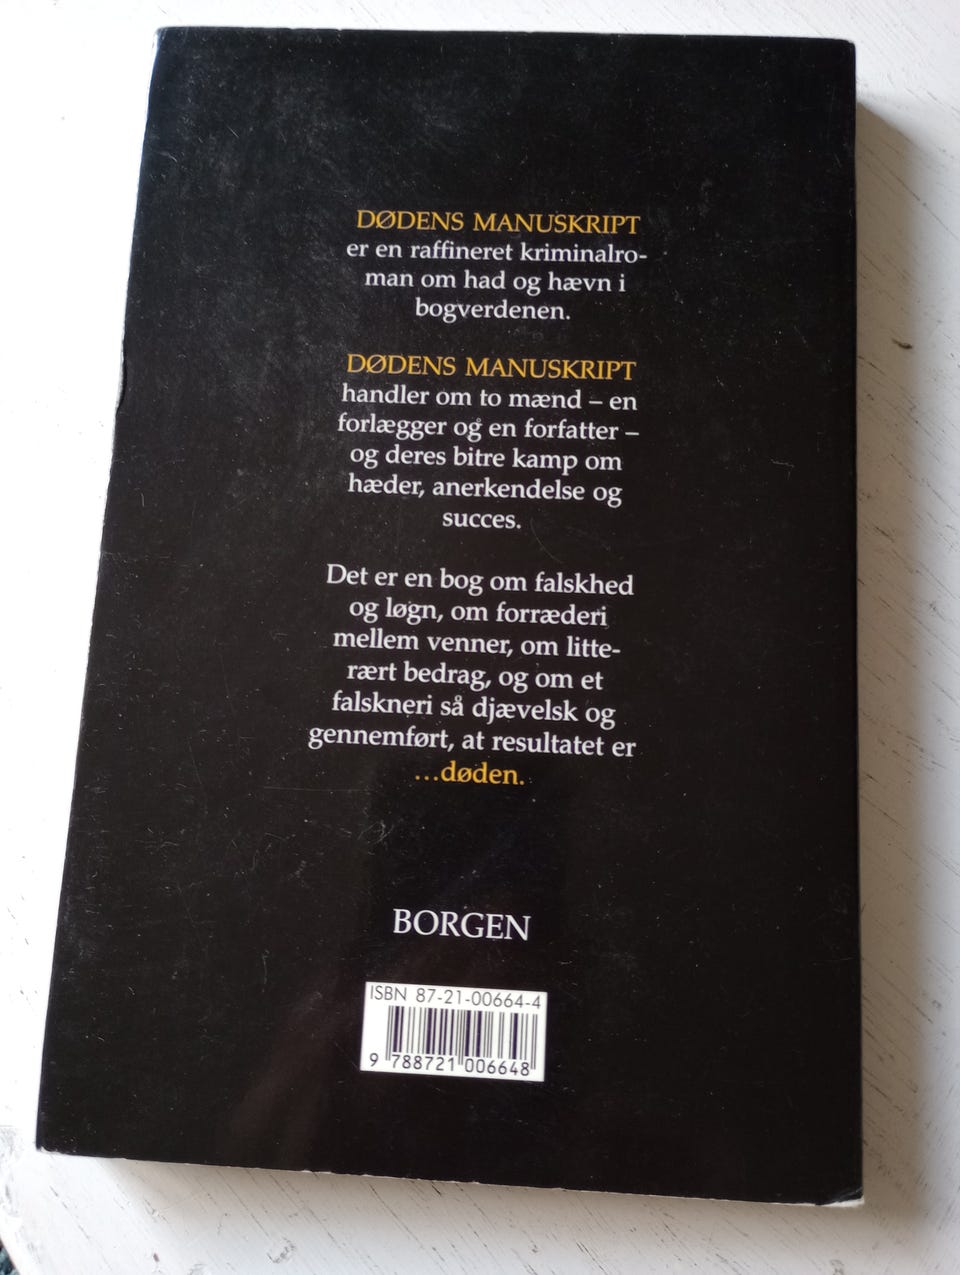 DØDENS MANUSKRIPT
er en raffineret kriminalro-
man om had og hævn i
bogverdenen.
DØDENS MANUSKRIPT
handler om to mænd – en
forlægger og en forfatter –
og deres bitre kamp om
hæder, anerkendelse og
succes.
Det er en bog om falskhed
og løgn, om forræderi
mellem venner, om litte-
rært bedrag, og om et
falskneri så djævelsk og
gennemført, at resultatet er
...døden.
BORGEN
ISBN 87-21-00664-4
9 788721 006648